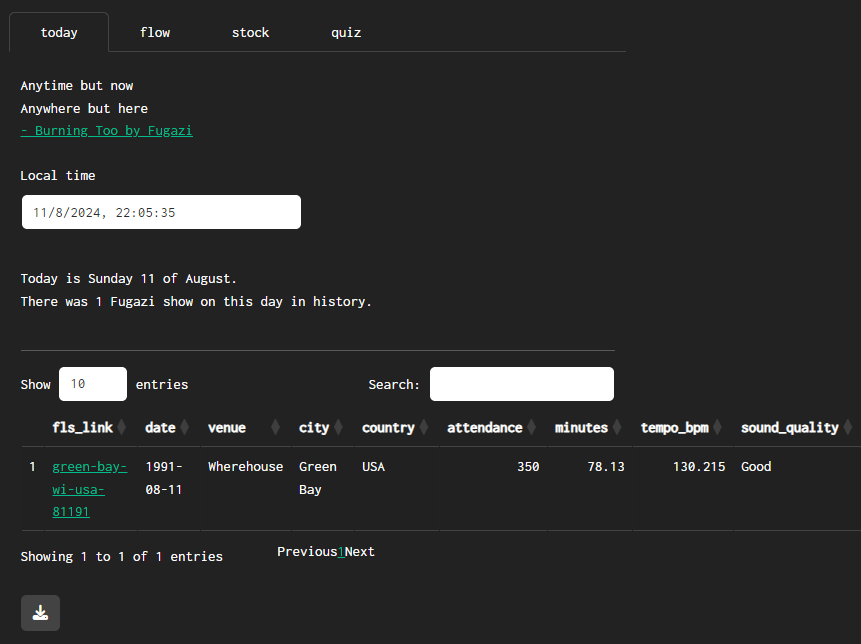 today flow stock quiz
Anytime but now
Anywhere but here
- Burning Too by Fugazi
Local time
11/8/2024, 22:05:35
Today is Sunday 11 of August.
There was 1 Fugazi show on this day in history.
Show 10 entries Search:
fls_link date venue city country attendance minutes tempo_bpm sound_quality
1 green-bay- 1991- Wherehouse Green USA 350 78.13 130.215 Good
wi-usa- 08-11 Bay
81191
Showing 1 to 1 of 1 entries Previous1Next